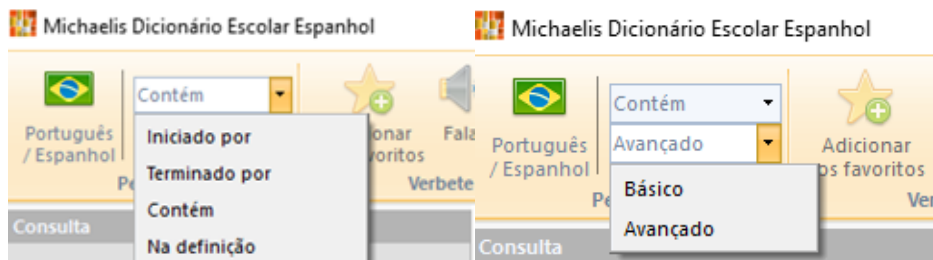 Michaelis Dicionário Escolar Espanhol
Contém
Português
/ Espanhol
Iniciado por
Terminado por
Contém
Na definição
Verbete
Consulta
Michaelis Dicionário Escolar Espanhol
Contém
Avançado
Português
/ Espanhol
Adicionar
os favoritos
Básico
Avançado
Consulta